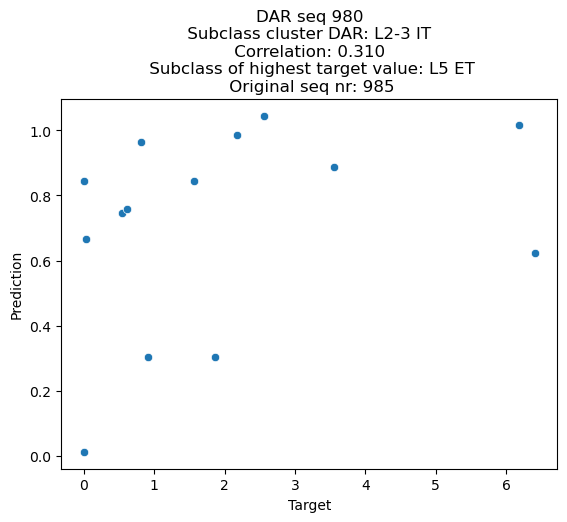 DAR seq 980
Subclass cluster DAR: L2-3 IT
Correlation: 0.310
Subclass of highest target value: L5 ET
Original seq nr: 985
1.0
0.8
0.6
0.4
0.2
0.0
Prediction
0 1 2 3 4 5 6
Target